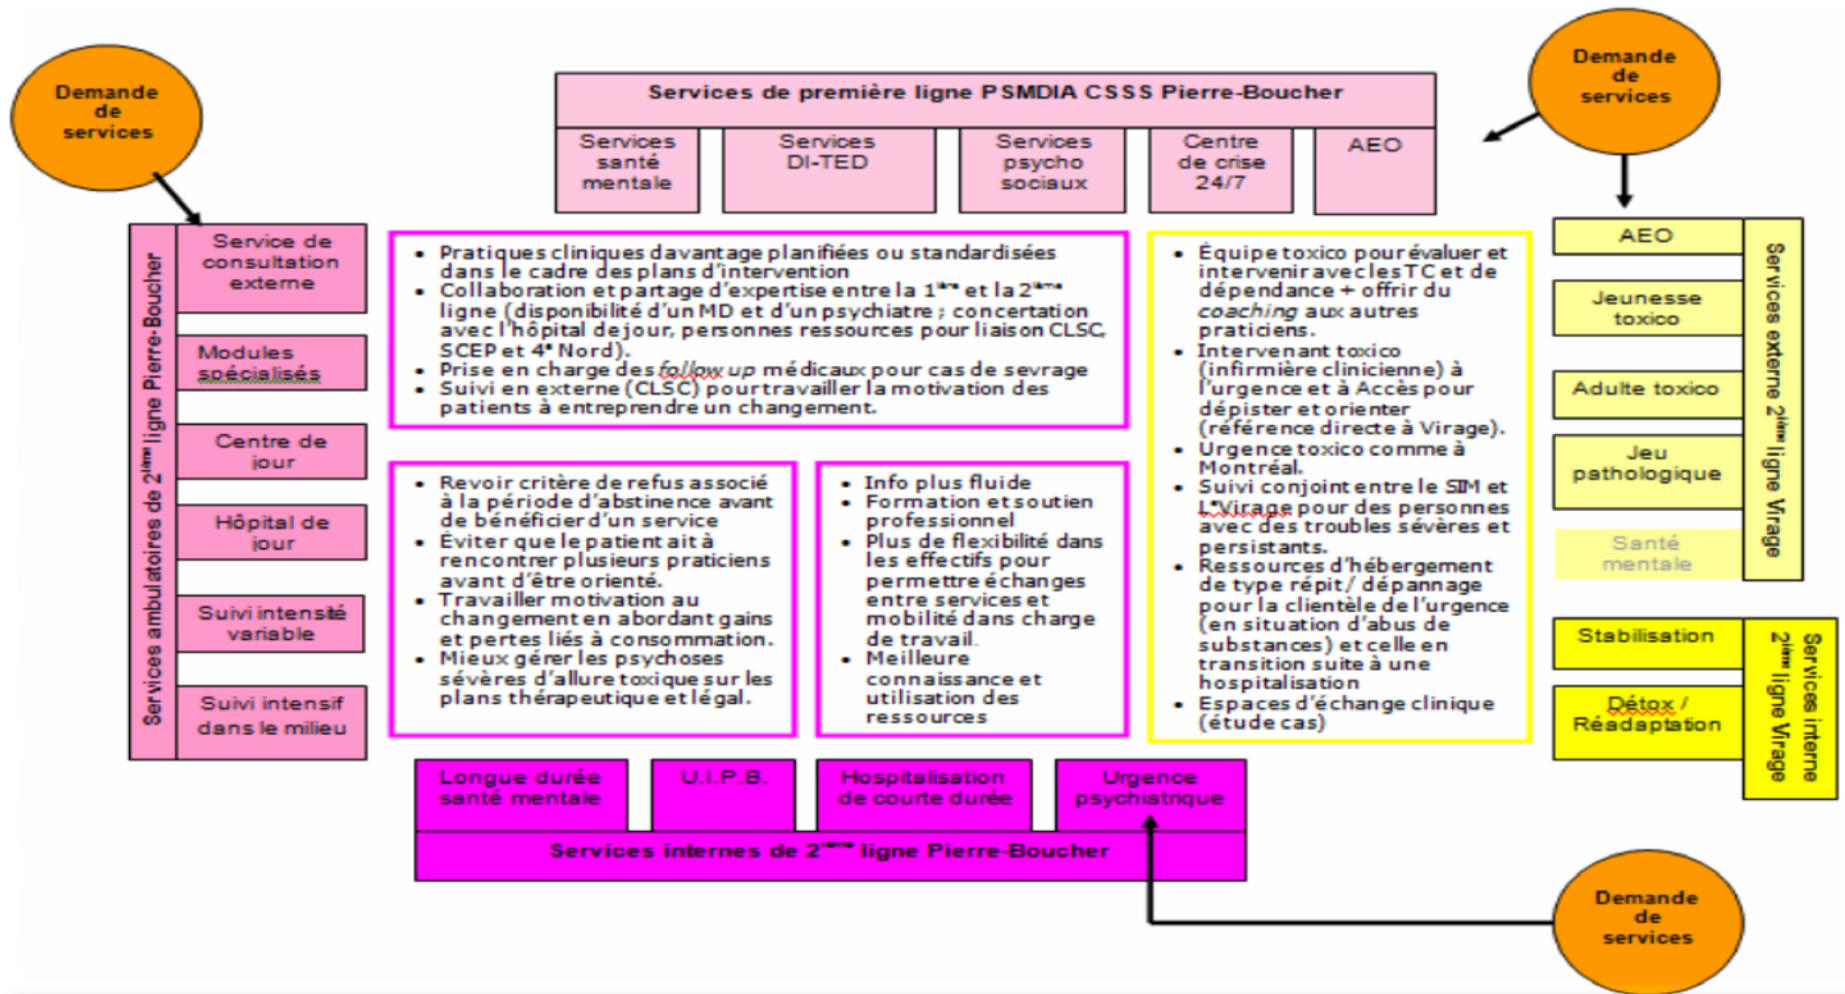 Demande
de
services
Demande
de
services
Services de première ligne PSMDIA CSSS Pierre-Boucher
Services
santé
mentale
Services
DI-TED
Services
psycho
sociaux
Centre
de crise
24/7
AEO
Services ambulatoires de 2ième ligne Pierre-Boucher
Service de
consultation
externe
Modules
spécialisés
Centre de
jour
Hôpital de
jour
Suivi intensité
variable
Suivi intensif
dans le milieu
• Pratiques cliniques davantage planifiées ou standardisées
dans le cadre des plans d'intervention
• Collaboration et partage d'expertise entre la 1ière et la 2ième
ligne (disponibilité d'un MD et d'un psychiatre ; concertation
avec l'hôpital de jour, personnes ressources pour liaison CLSC,
SCEP et 4e Nord).
• Prise en charge des follow up médicaux pour cas de sevrage
• Suivi en externe (CLSC) pour travailler la motivation des
patients à entreprendre un changement.
• Revoir critère de refus associé
à la période d'abstinence avant
de bénéficier d'un service
• Éviter que le patient ait à
rencontrer plusieurs praticiens
avant d'être orienté.
• Travailler motivation au
changement en abordant gains
et pertes liés à consommation.
• Mieux gérer les psychoses
sévères d'allure toxique sur les
plans thérapeutique et légal.
• Info plus fluide
• Formation et soutien
professionnel
• Plus de flexibilité dans
les effectifs pour
permettre échanges
entre services et
mobilité dans charge
de travail.
• Meilleure
connaissance et
utilisation des
ressources
• Équipe toxico pour évaluer et
intervenir avec les TC et de
dépendance + offrir du
coaching aux autres
praticiens.
• Intervenant toxico
(infirmière clinicienne) à
l'urgence et à Accès pour
dépister et orienter
(référence directe à Virage).
• Urgence toxico comme à
Montréal.
• Suivi conjoint entre le SIM et
L'Virage pour des personnes
avec des troubles sévères et
persistants.
• Ressources d'hébergement
de type répit / dépannage
pour la clientèle de l'urgence
(en situation d'abus de
substances) et celle en
transition suite à une
hospitalisation
• Espaces d'échange clinique
(étude cas)
AEO
Jeunesse
toxico
Adulte toxico
Jeu
pathologique
Santé
mentale
Services externe 2ième ligne Virage
Stabilisation
Détox /
Réadaptation
Services interne
2ième ligne Virage
Longue durée
santé mentale
U.I.P.B.
Hospitalisation
de courte durée
Urgence
psychiatrique
Services internes de 2ième ligne Pierre-Boucher
Demande
de
services